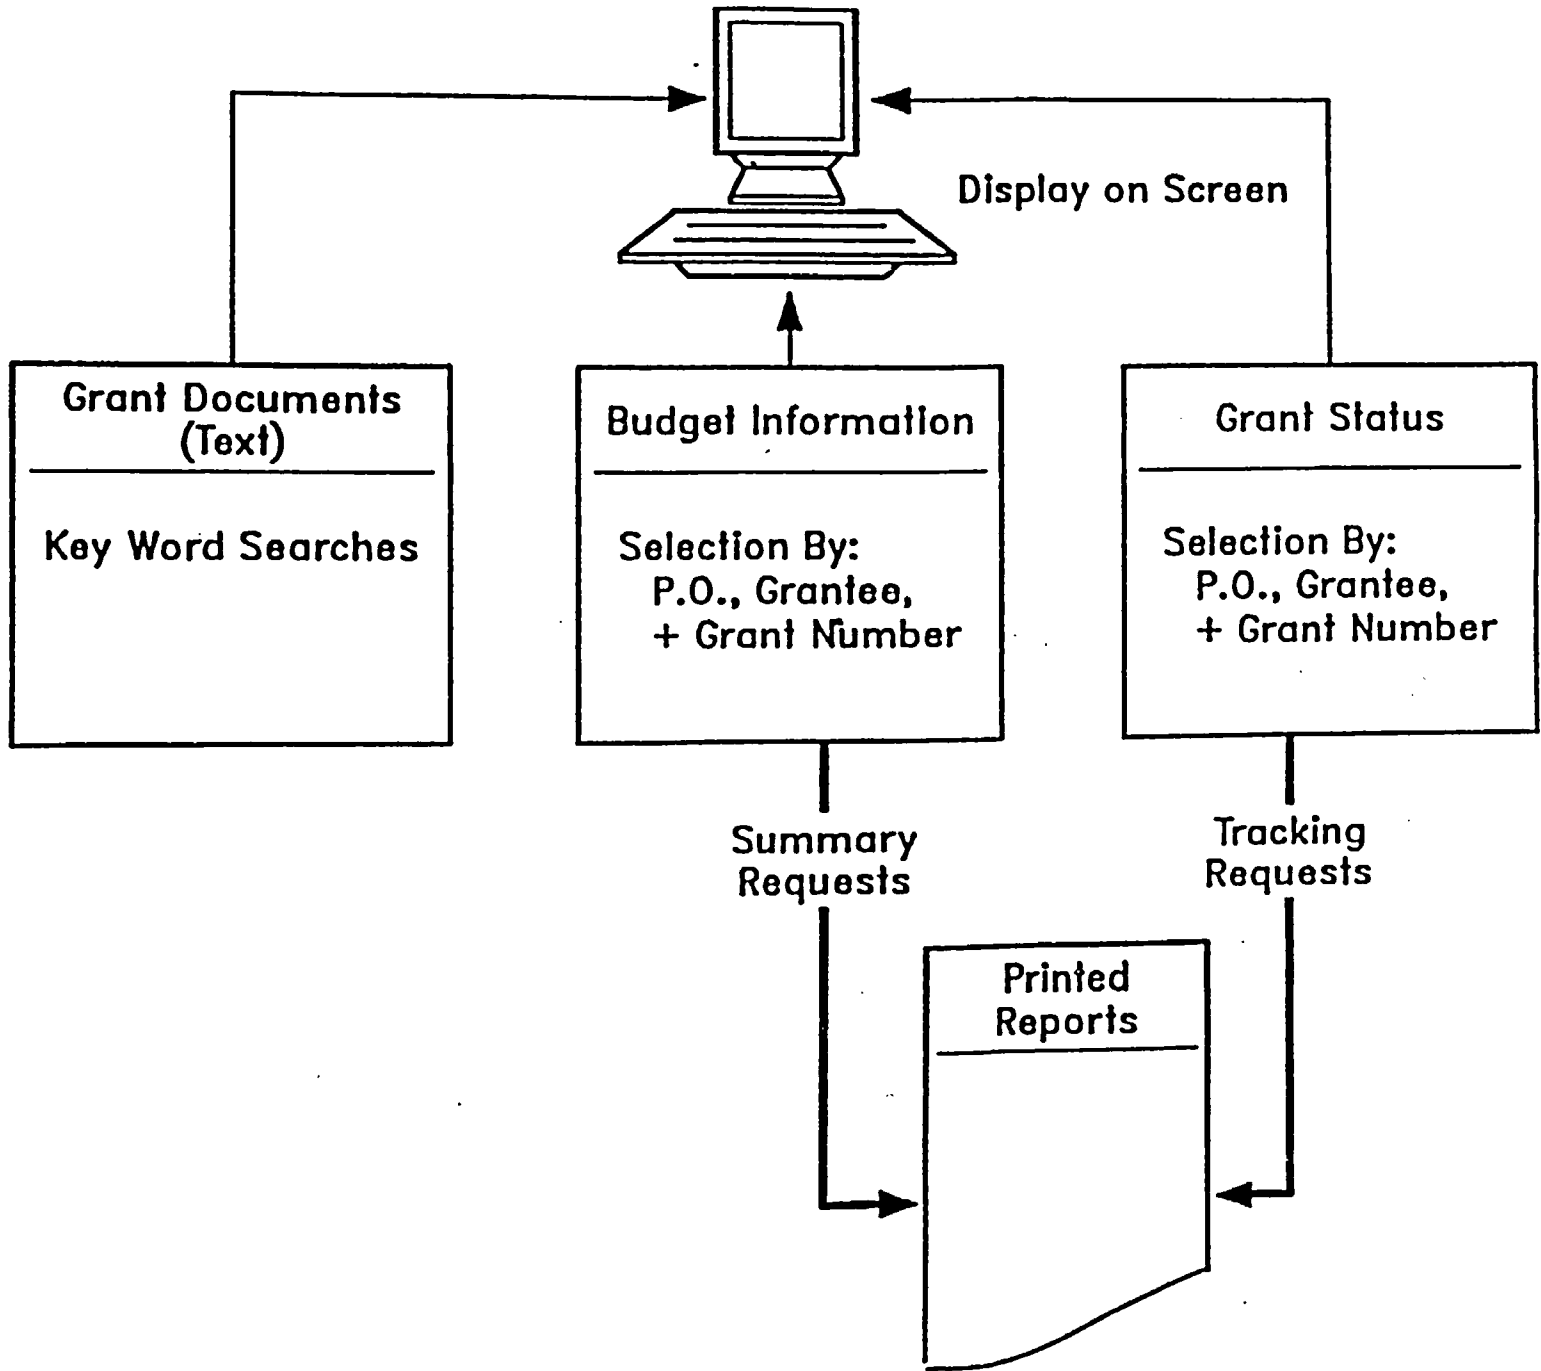 Display on Screen
Grant Documents
(Text)
Key Word Searches
Budget Information
Selection By:
P.O., Grantee,
+ Grant Number
Grant Status
Selection By:
P.O., Grantee,
+ Grant Number
Summary
Requests
Tracking
Requests
Printed
Reports